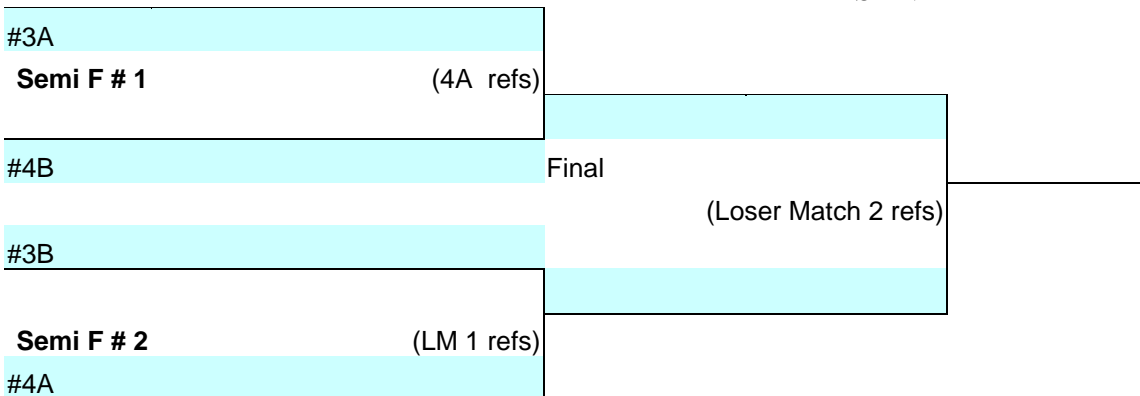 #3A
Semi F # 1 (4A refs)
#4B
Final
(Loser Match 2 refs)
#3B
Semi F # 2 (LM 1 refs)
#4A